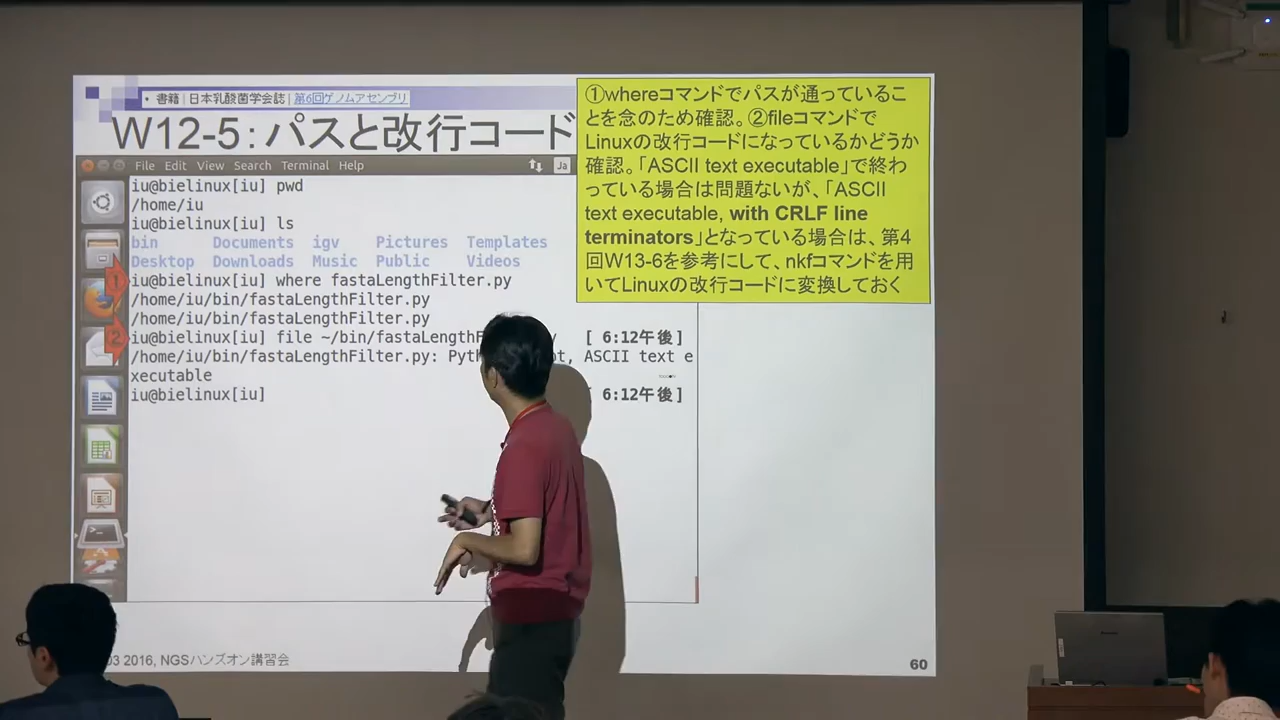 ・ 書籍 | 日本乳酸菌学会誌 | 第6回ゲノムアセンブリ
W12-5：パスと改行コード
①whereコマンドでパスが通っているこ
とを念のため確認。②fileコマンドで
Linuxの改行コードになっているかどうか
確認。「ASCII text executable」で終わ
っている場合は問題ないが、「ASCII
text executable, with CRLF line
terminators」となっている場合は、第4
回W13-6を参考にして、nkfコマンドを用
いてLinuxの改行コードに変換しておく
File Edit View Search Terminal Help
Ja
iu@bielinux[iu] pwd
/home/iu
iu@bielinux[iu] ls
bin Documents igv Pictures Templates
Desktop Downloads Music Public Videos
① iu@bielinux[iu] where fastaLengthFilter.py
/home/iu/bin/fastaLengthFilter.py
/home/iu/bin/fastaLengthFilter.py
② iu@bielinux[iu] file ~/bin/fastaLengthF y [ 6:12午後]
/home/iu/bin/fastaLengthFilter.py: Pyt pt, ASCII text e
xecutable
iu@bielinux[iu] [ 6:12午後]
03 2016, NGSハンズオン講習会
60